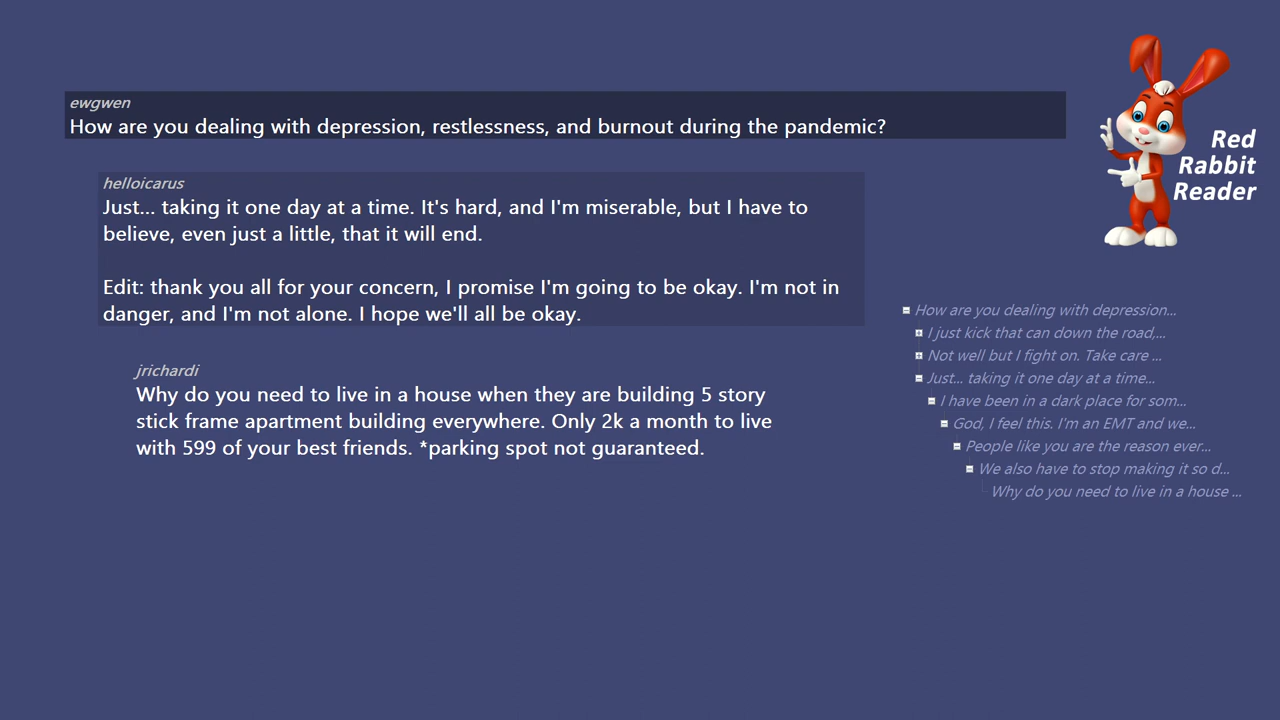 ewgwen
How are you dealing with depression, restlessness, and burnout during the pandemic?
helloicarus
Just... taking it one day at a time. It's hard, and I'm miserable, but I have to
believe, even just a little, that it will end.
Edit: thank you all for your concern, I promise I'm going to be okay. I'm not in
danger, and I'm not alone. I hope we'll all be okay.
jrichardi
Why do you need to live in a house when they are building 5 story
stick frame apartment building everywhere. Only 2k a month to live
with 599 of your best friends. *parking spot not guaranteed.
Red
Rabbit
Reader
How are you dealing with depression...
I just kick that can down the road,...
Not well but I fight on. Take care ...
Just... taking it one day at a time...
I have been in a dark place for som...
God, I feel this. I'm an EMT and we...
People like you are the reason ever...
We also have to stop making it so d...
Why do you need to live in a house ...